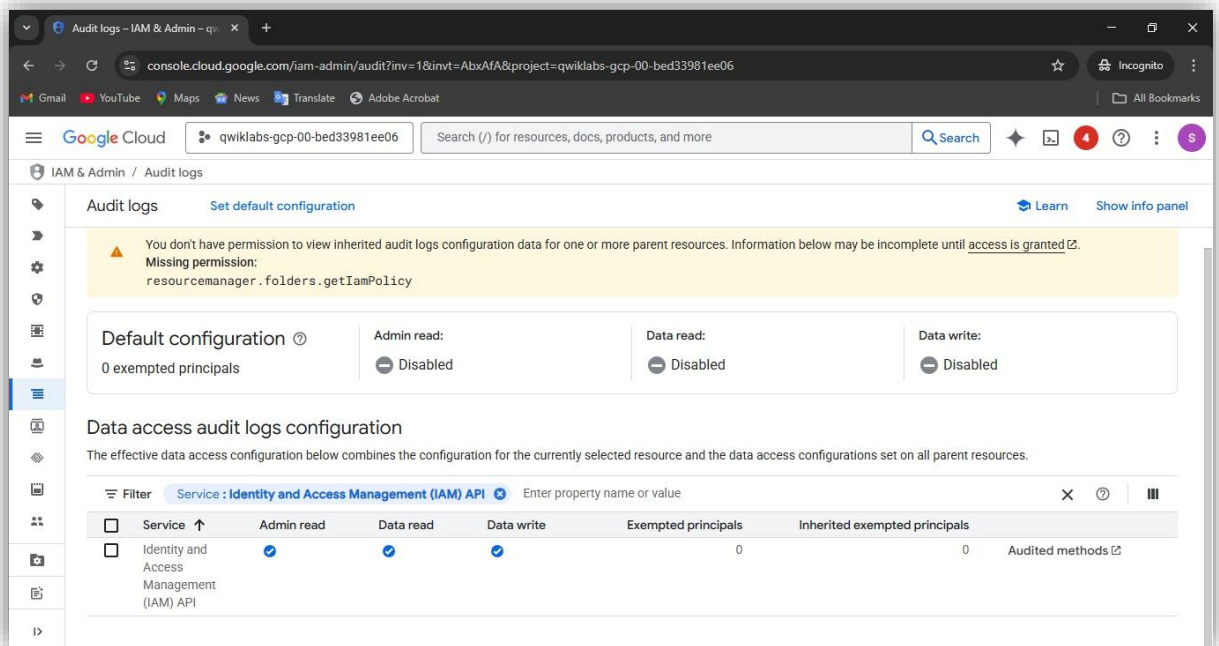 Audit logs – IAM & Admin – qw
console.cloud.google.com/iam-admin/audit?inv=1&invt=AbxAfA&project=qwiklabs-gcp-00-bed33981ee06
Incognito
Gmail YouTube Maps News Translate Adobe Acrobat All Bookmarks
Google Cloud qwiklabs-gcp-00-bed33981ee06 Search (/) for resources, docs, products, and more Search 4 S
IAM & Admin / Audit logs
Audit logs Set default configuration Learn Show info panel
You don't have permission to view inherited audit logs configuration data for one or more parent resources. Information below may be incomplete until access is granted.
Missing permission:
resourcemanager.folders.getIamPolicy
Default configuration Admin read: Data read: Data write:
0 exempted principals Disabled Disabled Disabled
Data access audit logs configuration
The effective data access configuration below combines the configuration for the currently selected resource and the data access configurations set on all parent resources.
Filter Service : Identity and Access Management (IAM) API Enter property name or value
Service Admin read Data read Data write Exempted principals Inherited exempted principals
Identity and 0 0 Audited methods
Access
Management
(IAM) API